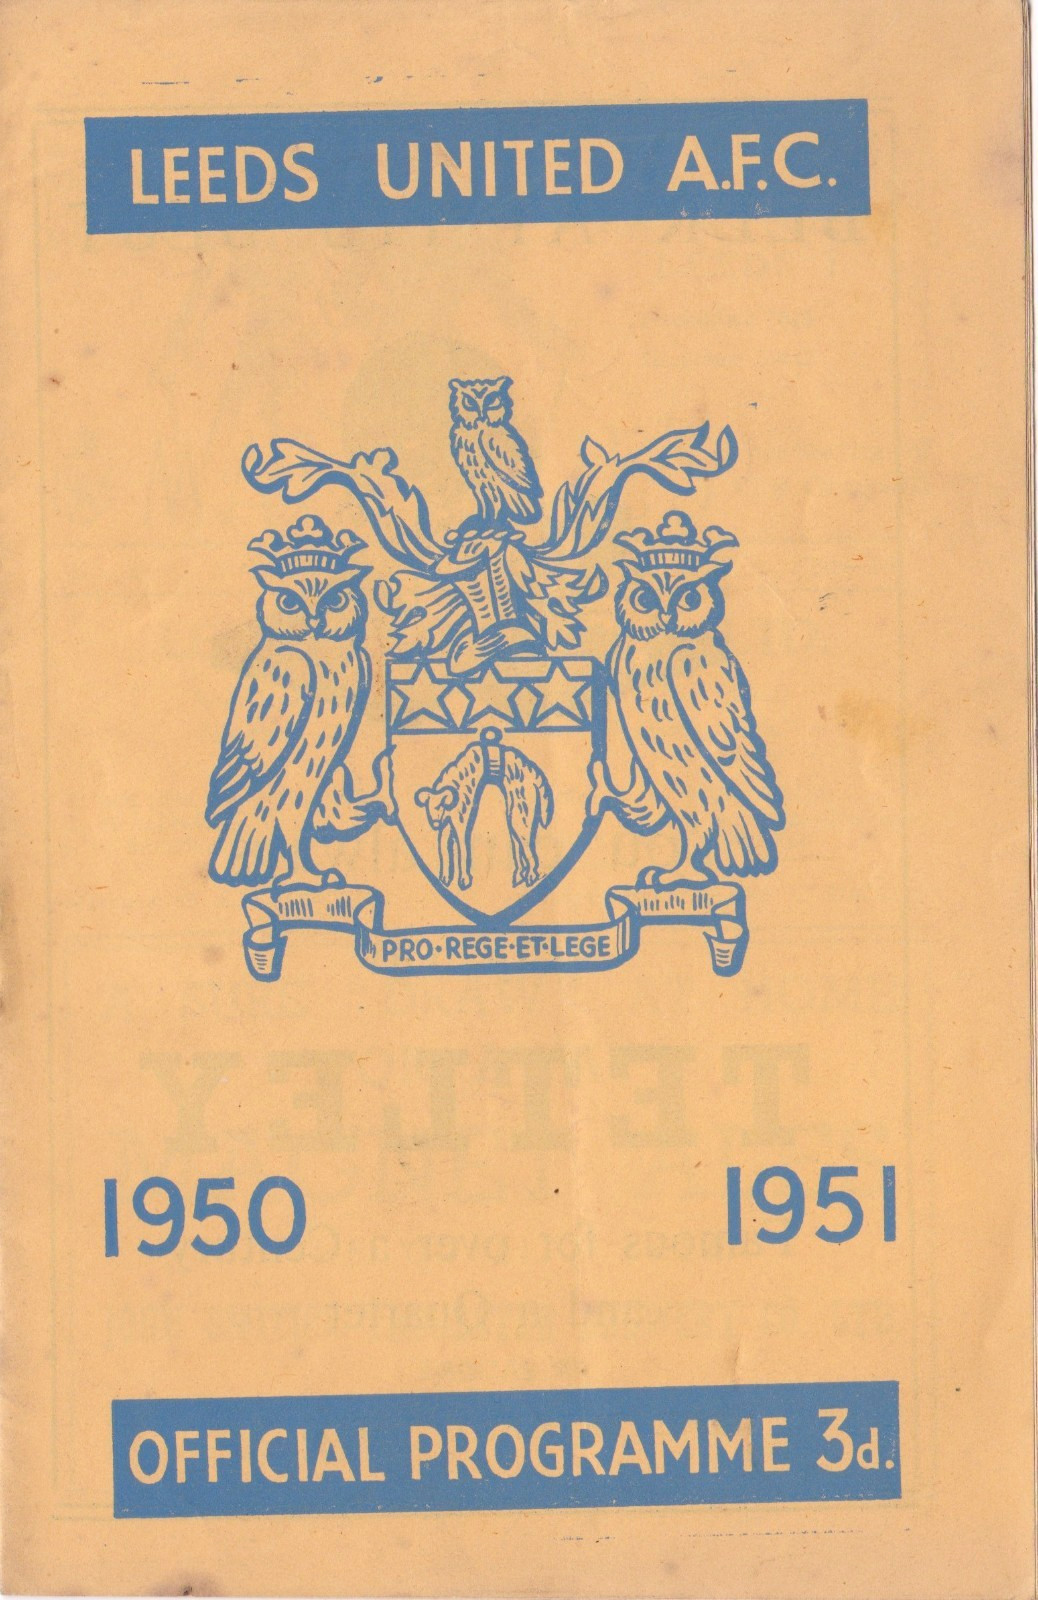 LEEDS UNITED A.F.C.
PRO·REGE·ET·LEGE
1950 1951
OFFICIAL PROGRAMME 3d.